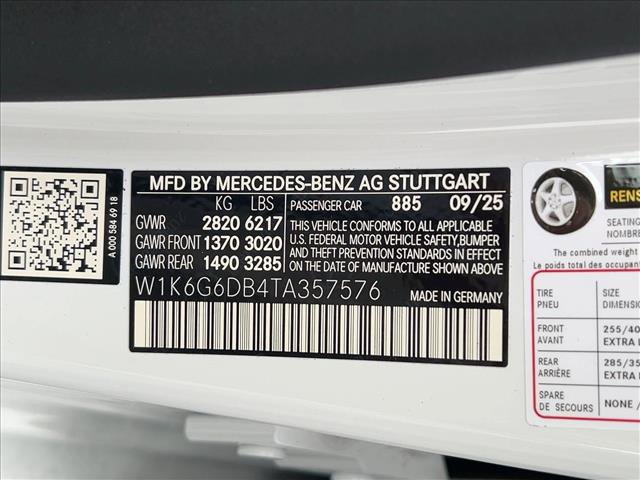 A 000 584 69 18
MFD BY MERCEDES-BENZ AG STUTTGART
KG LBS PASSENGER CAR 885 09/25
GWR 2820 6217
GAWR FRONT 1370 3020
GAWR REAR 1490 3285
THIS VEHICLE CONFORMS TO ALL APPLICABLE
U.S. FEDERAL MOTOR VEHICLE SAFETY,BUMPER
AND THEFT PREVENTION STANDARDS IN EFFECT
ON THE DATE OF MANUFACTURE SHOWN ABOVE.
W1K6G6DB4TA357576 MADE IN GERMANY
SEATING
NOMBRE
The combined weight
Le poids total des occupant
TIRE SIZE
PNEU DIMENSIO
FRONT 255/40
AVANT EXTRA
REAR 285/35
ARRIÈRE EXTRA
SPARE NONE /
DE SECOURS